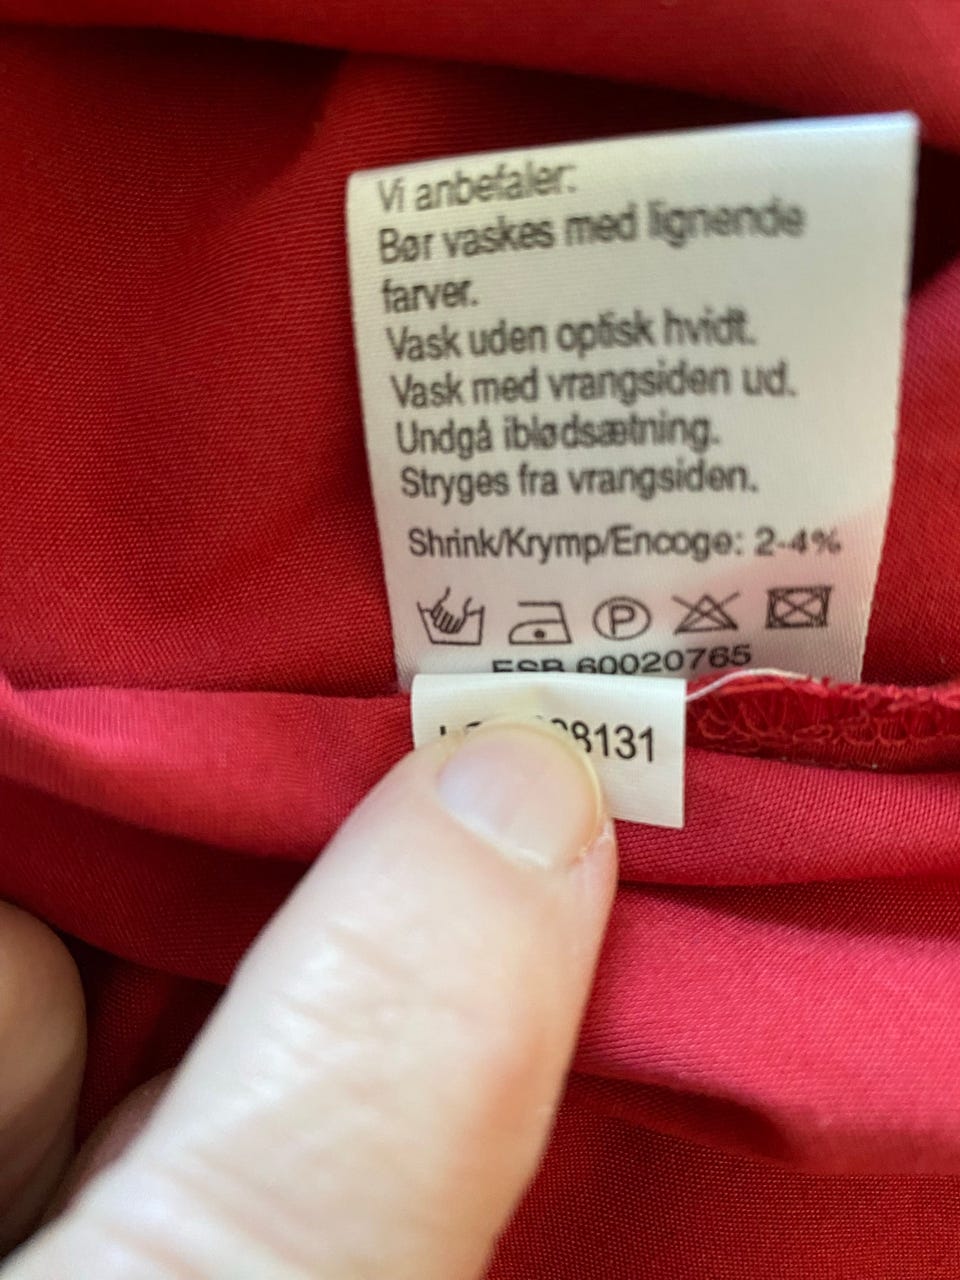 Vi anbefaler:
Bør vaskes med lignende
farver.
Vask uden optisk hvidt.
Vask med vrangsiden ud.
Undgå iblødsætning.
Stryges fra vrangsiden.
Shrink/Krymp/Encoge: 2-4%
P
60020765